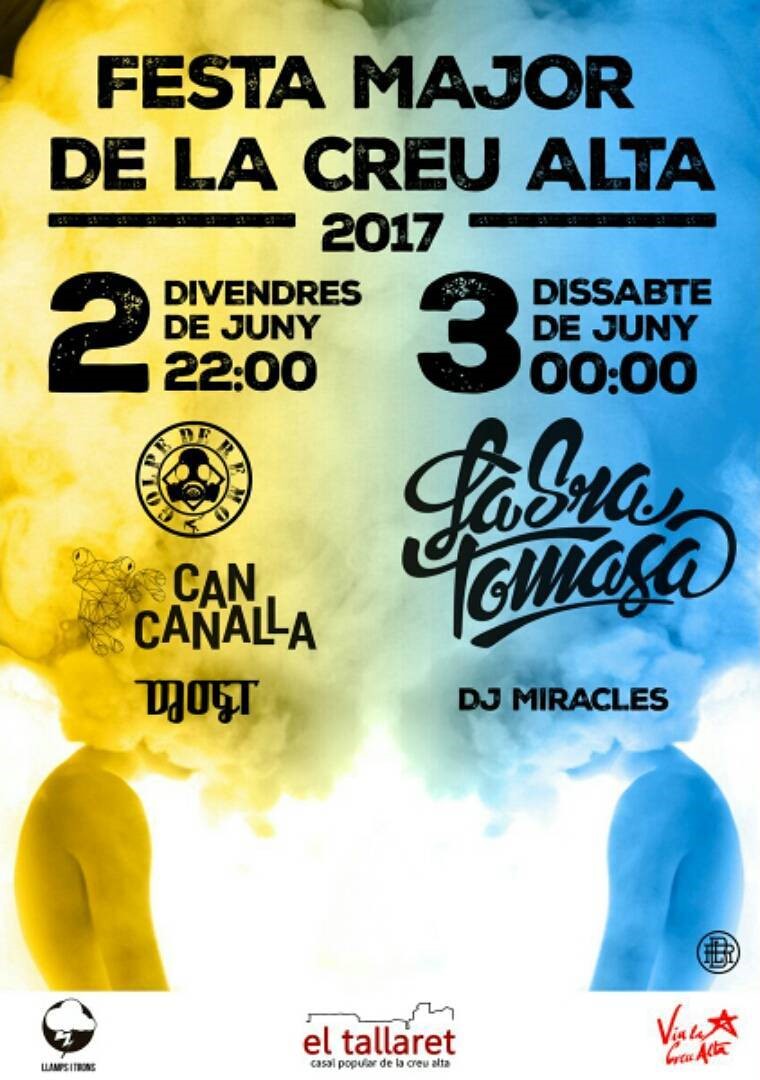 FESTA MAJOR
DE LA CREU ALTA
2017
2 DIVENDRES
DE JUNY
22:00
GOLPE DE REMO
CAN
CANALLA
DJ OST
3 DISSABTE
DE JUNY
00:00
La Sra
Tomasa
DJ MIRACLES
LLAMPS I TRONS
el tallaret
casal popular de la creu alta
Viu la
Creu Alta